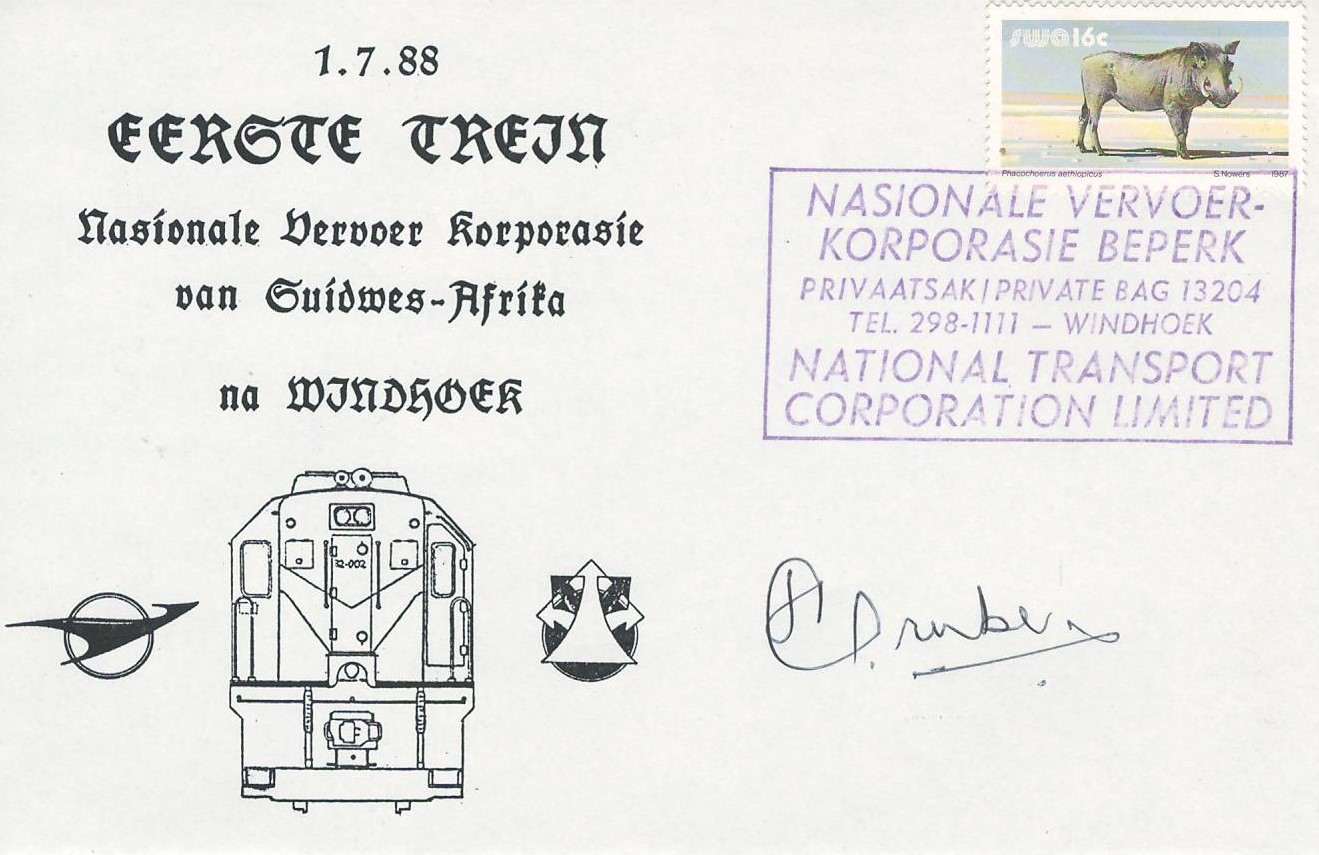 1.7.88
EERSTE TREIN
Nasionale Vervoer Korporasie
van Suidwes-Afrika
na WINDHOEK
32-002
swa 16c
Phacochoerus aethiopicus S.Nowers 1987
NASIONALE VERVOER-
KORPORASIE BEPERK
PRIVAATSAK/PRIVATE BAG 13204
TEL. 298-1111 — WINDHOEK
NATIONAL TRANSPORT
CORPORATION LIMITED